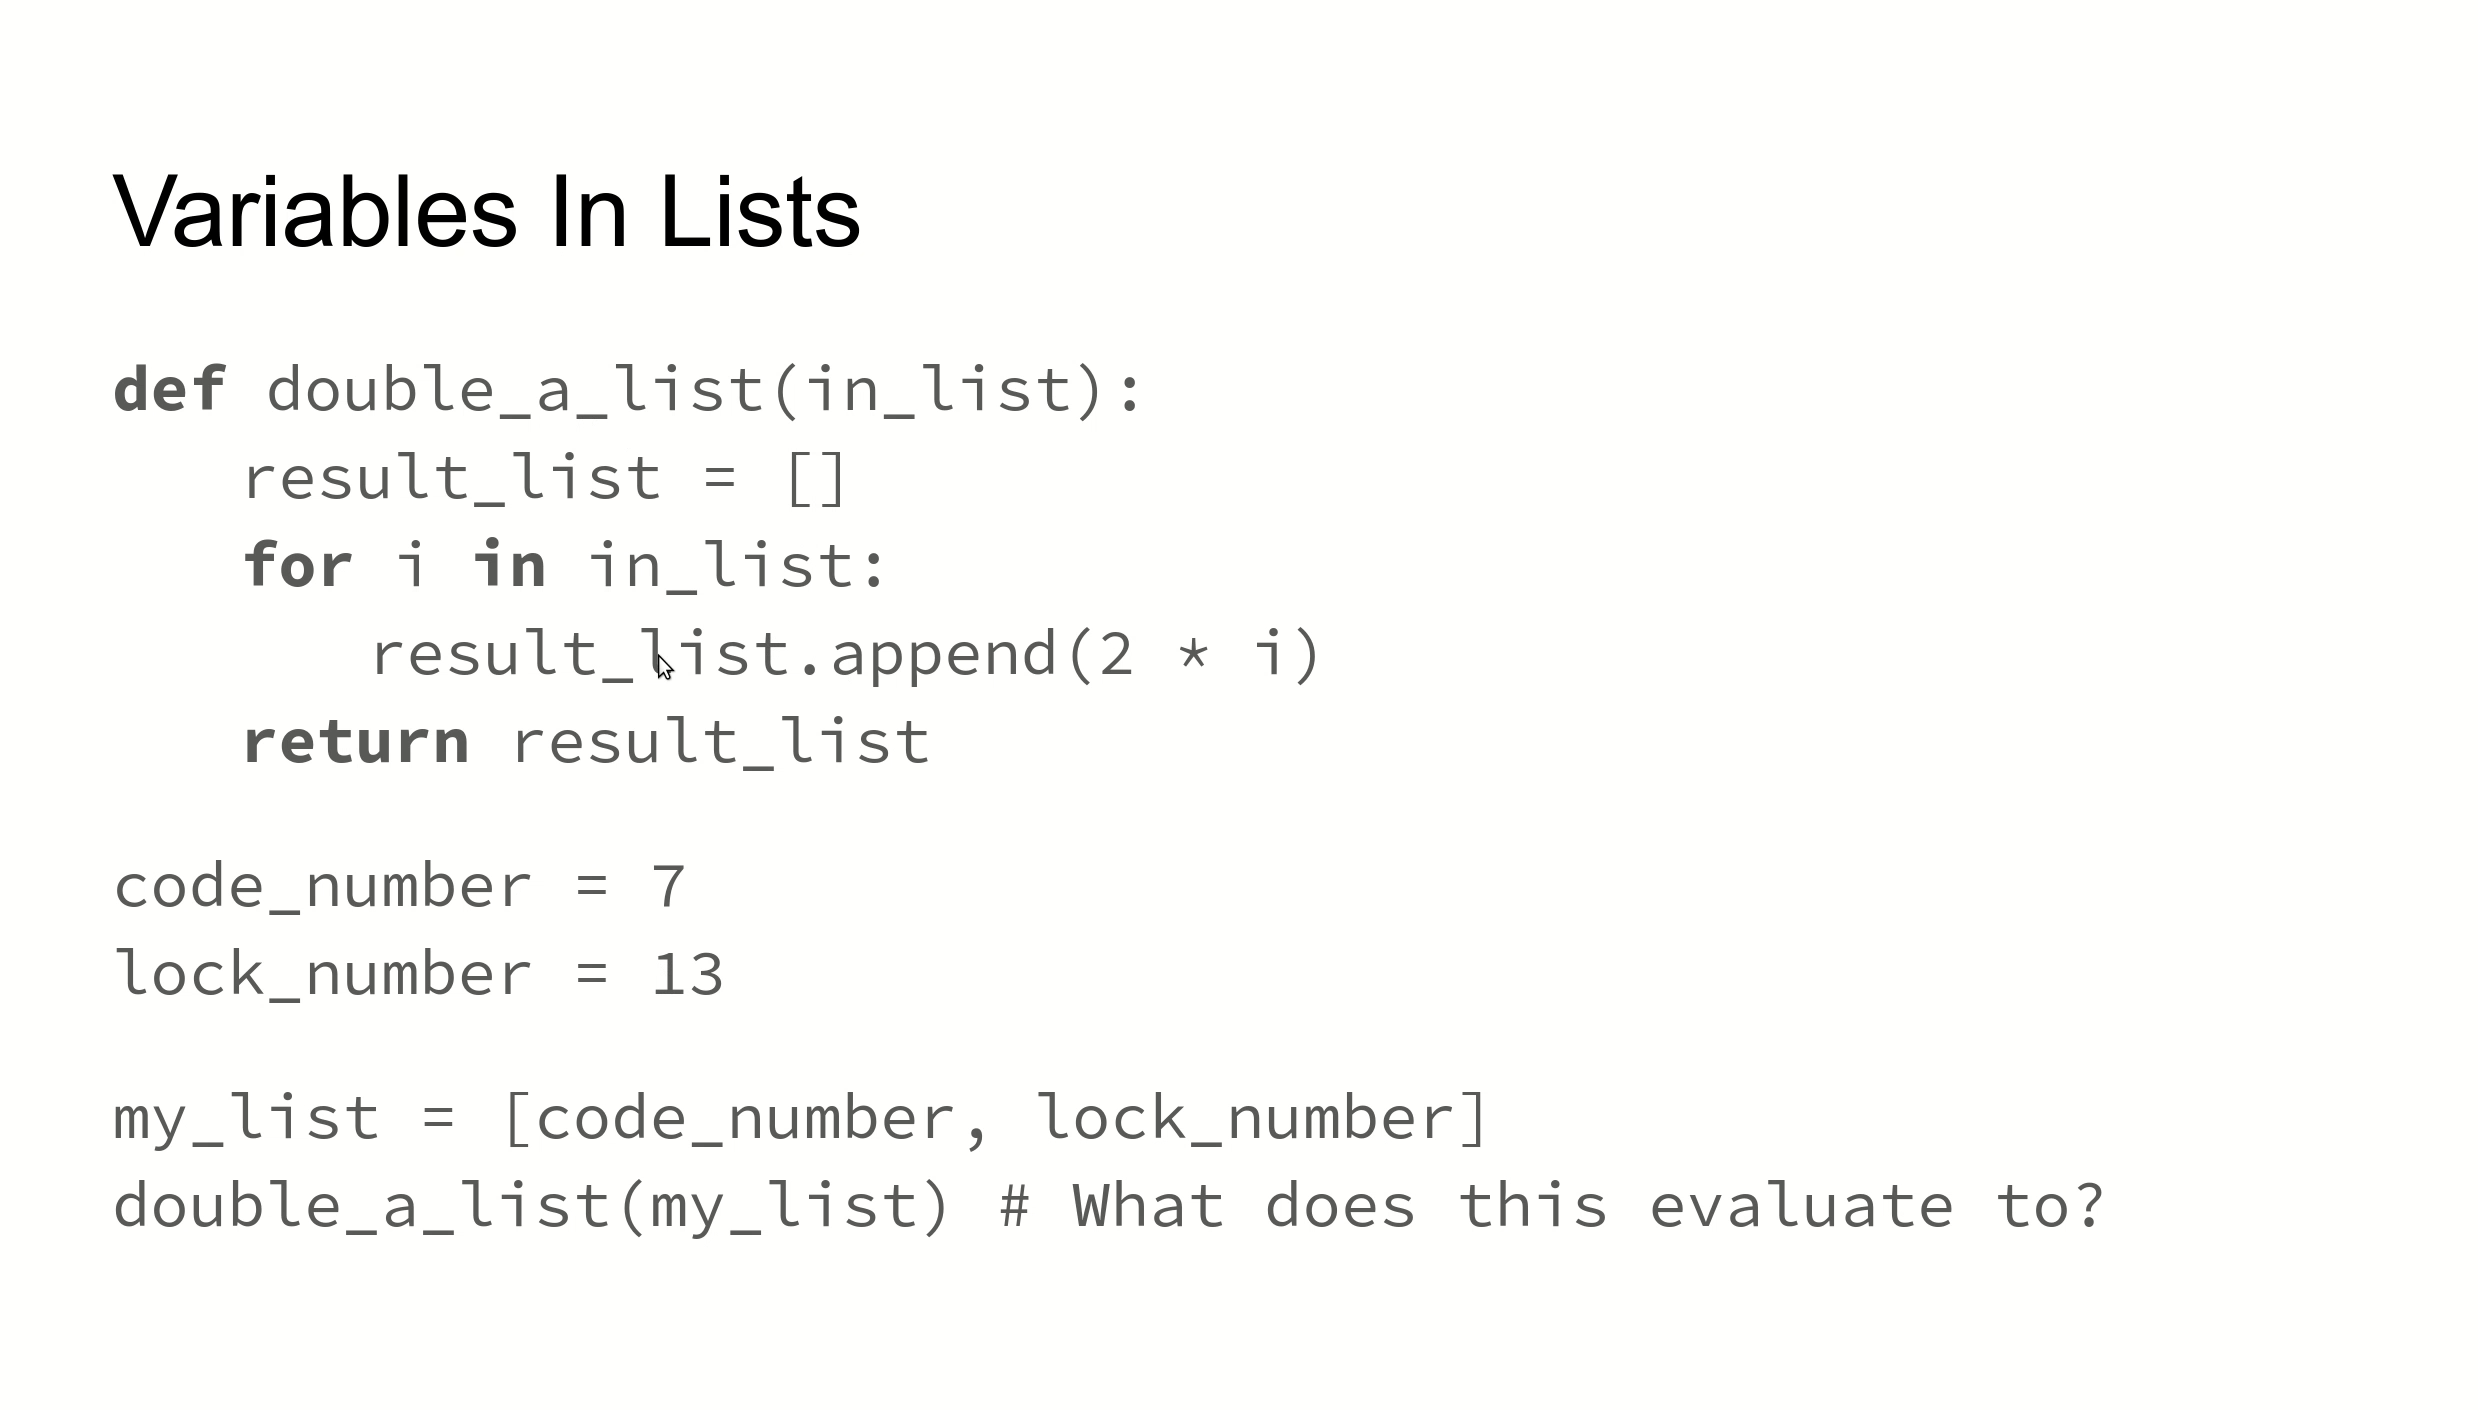 Variables In Lists
def double_a_list(in_list):
    result_list = []
    for i in in_list:
        result_list.append(2 * i)
    return result_list
code_number = 7
lock_number = 13
my_list = [code_number, lock_number]
double_a_list(my_list) # What does this evaluate to?